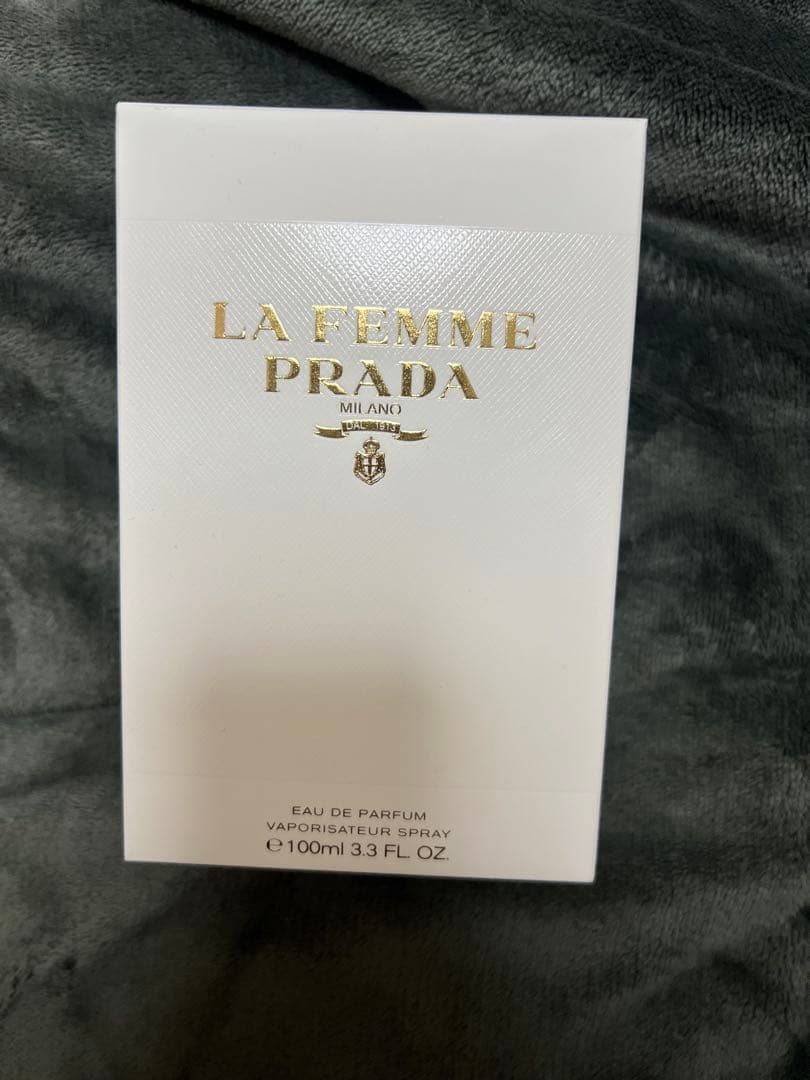 LA FEMME
PRADA
MILANO
DAL 1913
EAU DE PARFUM
VAPORISATEUR SPRAY
℮100ml 3.3 FL. OZ.